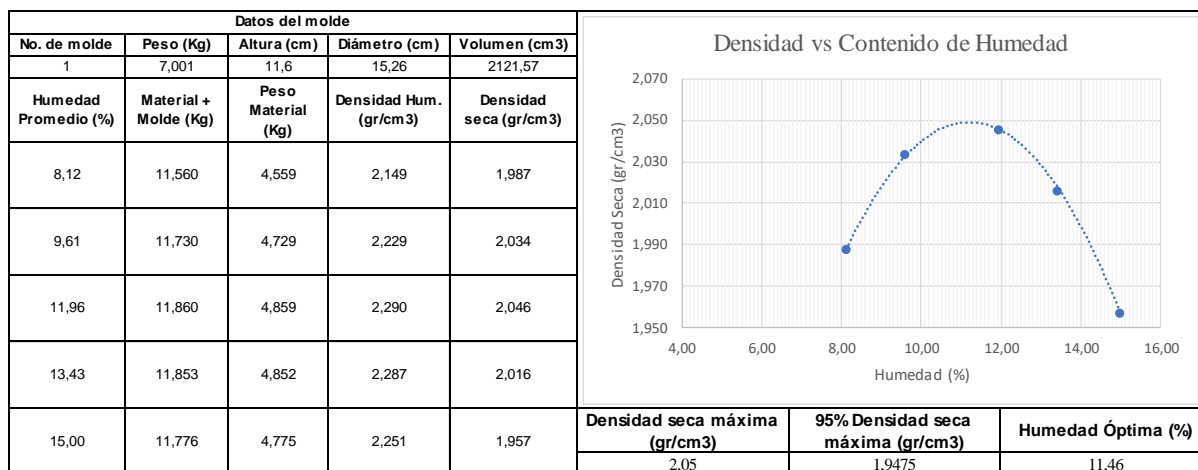 Datos del molde
No. de molde Peso (Kg) Altura (cm) Diámetro (cm) Volumen (cm3)
1 7,001 11,6 15,26 2121,57
Humedad Promedio (%) Material + Molde (Kg) Peso Material (Kg) Densidad Hum. (gr/cm3) Densidad seca (gr/cm3)
8,12 11,560 4,559 2,149 1,987
9,61 11,730 4,729 2,229 2,034
11,96 11,860 4,859 2,290 2,046
13,43 11,853 4,852 2,287 2,016
15,00 11,776 4,775 2,251 1,957
Densidad vs Contenido de Humedad
Densidad Seca (gr/cm3)
2,070
2,050
2,030
2,010
1,990
1,970
1,950
4,00 6,00 8,00 10,00 12,00 14,00 16,00
Humedad (%)
Densidad seca máxima (gr/cm3) 95% Densidad seca máxima (gr/cm3) Humedad Óptima (%)
2,05 1,9475 11,46